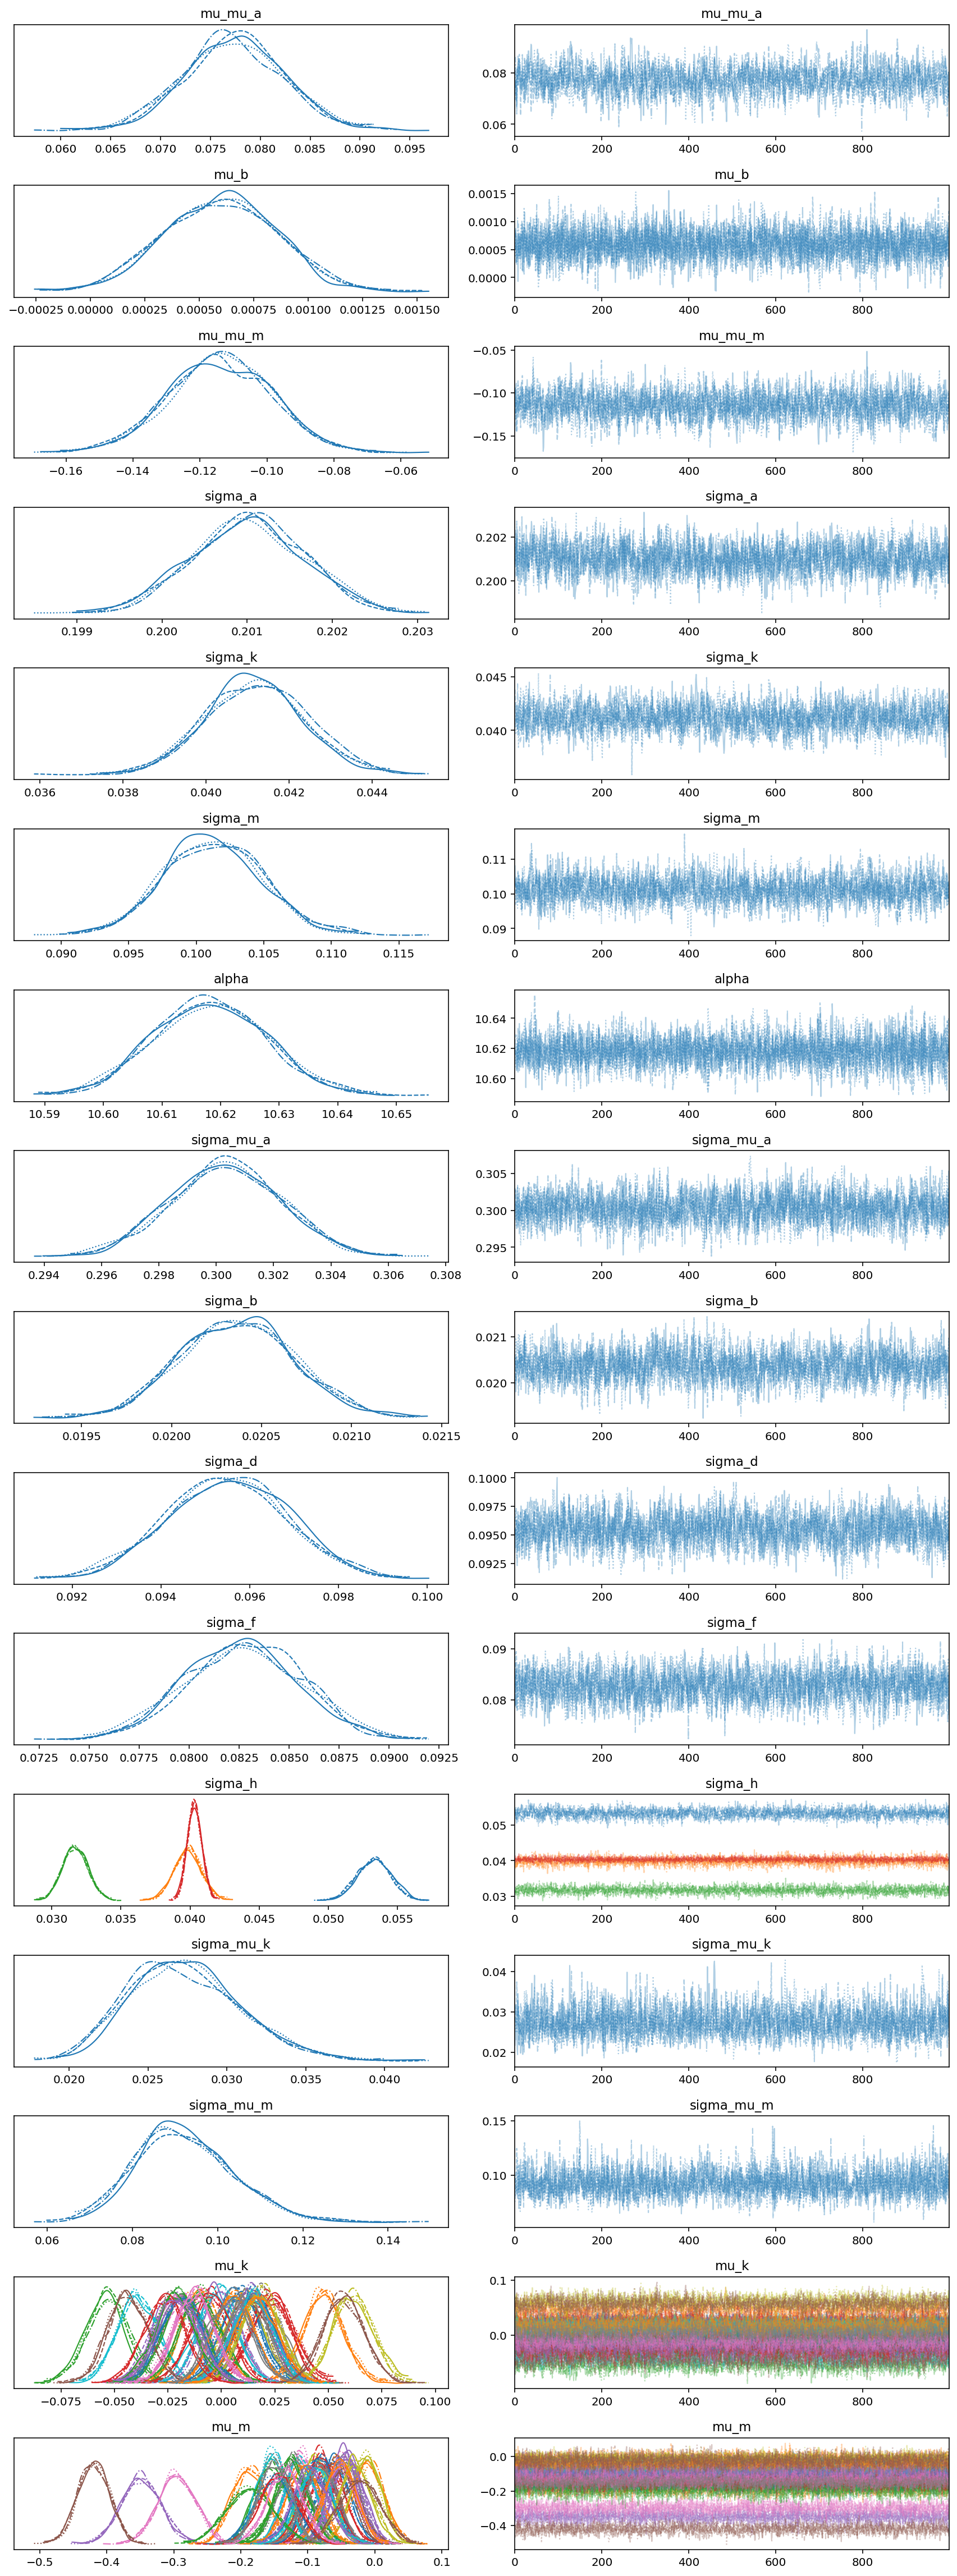 mu_mu_a mu_mu_a
0.08
0.06
0.060 0.065 0.070 0.075 0.080 0.085 0.090 0.095 0 200 400 600 800
mu_b mu_b
0.0015
0.0010
0.0005
0.0000
−0.00025 0.00000 0.00025 0.00050 0.00075 0.00100 0.00125 0.00150 0 200 400 600 800
mu_mu_m mu_mu_m
−0.05
−0.10
−0.15
−0.16 −0.14 −0.12 −0.10 −0.08 −0.06 0 200 400 600 800
sigma_a sigma_a
0.202
0.200
0.199 0.200 0.201 0.202 0.203 0 200 400 600 800
sigma_k sigma_k
0.045
0.040
0.036 0.038 0.040 0.042 0.044 0 200 400 600 800
sigma_m sigma_m
0.11
0.10
0.09
0.090 0.095 0.100 0.105 0.110 0.115 0 200 400 600 800
alpha alpha
10.64
10.62
10.60
10.59 10.60 10.61 10.62 10.63 10.64 10.65 0 200 400 600 800
sigma_mu_a sigma_mu_a
0.305
0.300
0.295
0.294 0.296 0.298 0.300 0.302 0.304 0.306 0.308 0 200 400 600 800
sigma_b sigma_b
0.021
0.020
0.0195 0.0200 0.0205 0.0210 0.0215 0 200 400 600 800
sigma_d sigma_d
0.1000
0.0975
0.0950
0.0925
0.092 0.094 0.096 0.098 0.100 0 200 400 600 800
sigma_f sigma_f
0.09
0.08
0.0725 0.0750 0.0775 0.0800 0.0825 0.0850 0.0875 0.0900 0.0925 0 200 400 600 800
sigma_h sigma_h
0.05
0.04
0.03
0.030 0.035 0.040 0.045 0.050 0.055 0 200 400 600 800
sigma_mu_k sigma_mu_k
0.04
0.03
0.02
0.020 0.025 0.030 0.035 0.040 0 200 400 600 800
sigma_mu_m sigma_mu_m
0.15
0.10
0.06 0.08 0.10 0.12 0.14 0 200 400 600 800
mu_k mu_k
0.1
0.0
−0.075 −0.050 −0.025 0.000 0.025 0.050 0.075 0.100 0 200 400 600 800
mu_m mu_m
0.0
−0.2
−0.4
−0.5 −0.4 −0.3 −0.2 −0.1 0.0 0.1 0 200 400 600 800